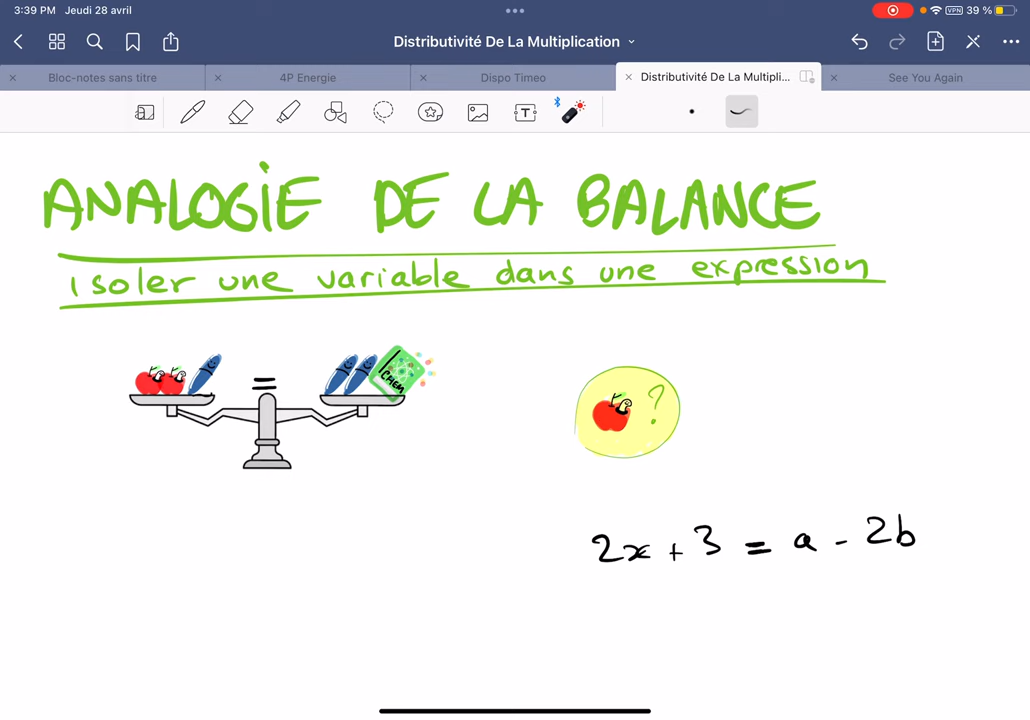 3:39 PM Jeudi 28 avril
VPN 39 %
Distributivité De La Multiplication
Bloc-notes sans titre
4P Energie
Dispo Timeo
Distributivité De La Multipli...
See You Again
T
ANALOGIE DE LA BALANCE
isoler une variable dans une expression
=
CHEM
?
2x + 3 = a - 2b